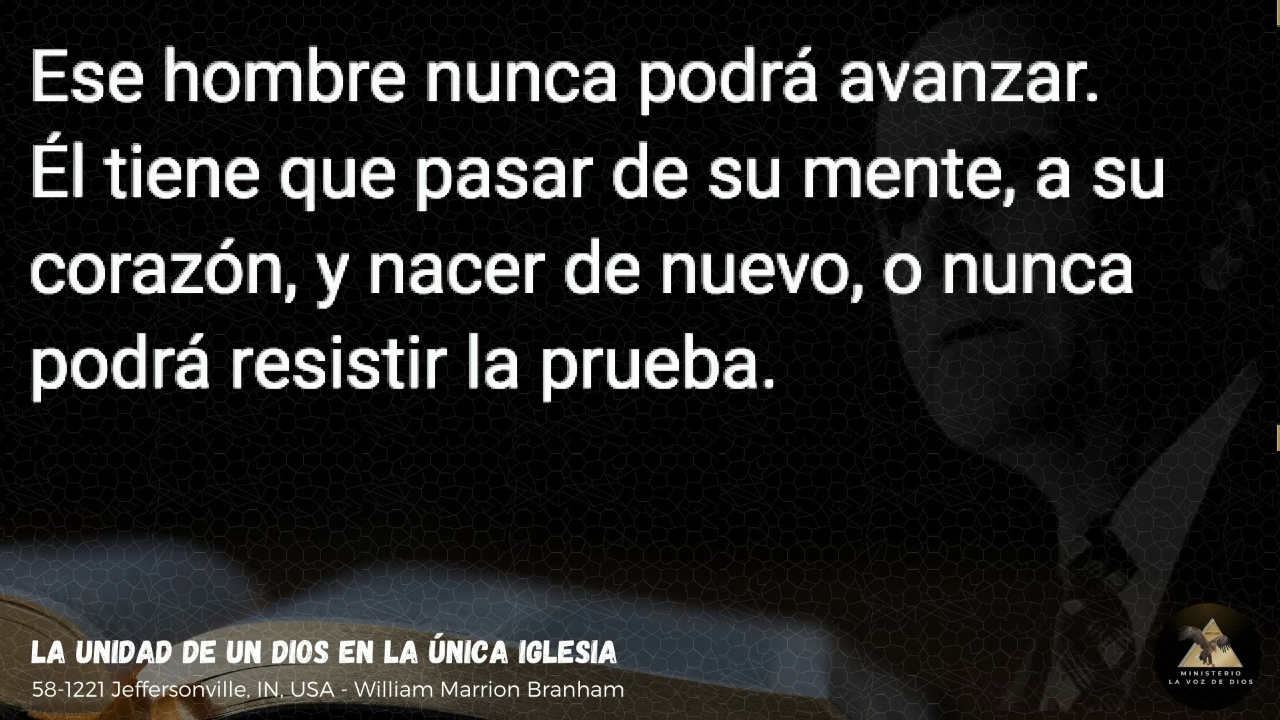 Ese hombre nunca podrá avanzar.
Él tiene que pasar de su mente, a su
corazón, y nacer de nuevo, o nunca
podrá resistir la prueba.
LA UNIDAD DE UN DIOS EN LA ÚNICA IGLESIA
58-1221 Jeffersonville, IN, USA - William Marrion Branham
MINISTERIO
LA VOZ DE DIOS